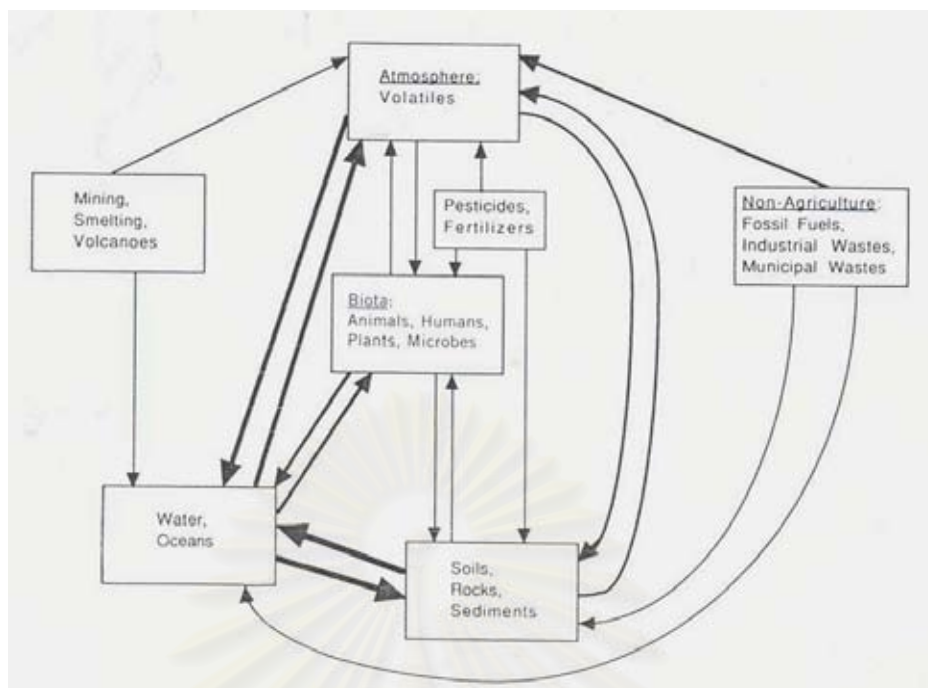 Atmosphere:
Volatiles
Mining,
Smelting,
Volcanoes
Pesticides,
Fertilizers
Non-Agriculture:
Fossil Fuels,
Industrial Wastes,
Municipal Wastes
Biota:
Animals, Humans,
Plants, Microbes
Water,
Oceans
Soils,
Rocks,
Sediments